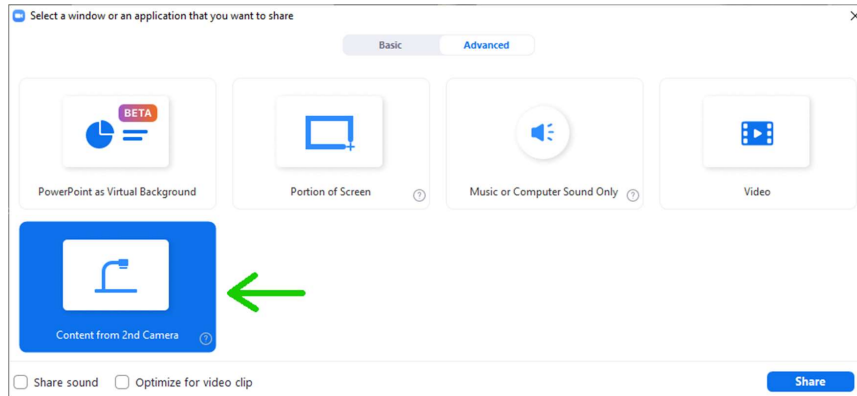 Select a window or an application that you want to share
Basic
Advanced
BETA
PowerPoint as Virtual Background
Portion of Screen
?
Music or Computer Sound Only
?
Video
Content from 2nd Camera
?
Share sound
Optimize for video clip
Share